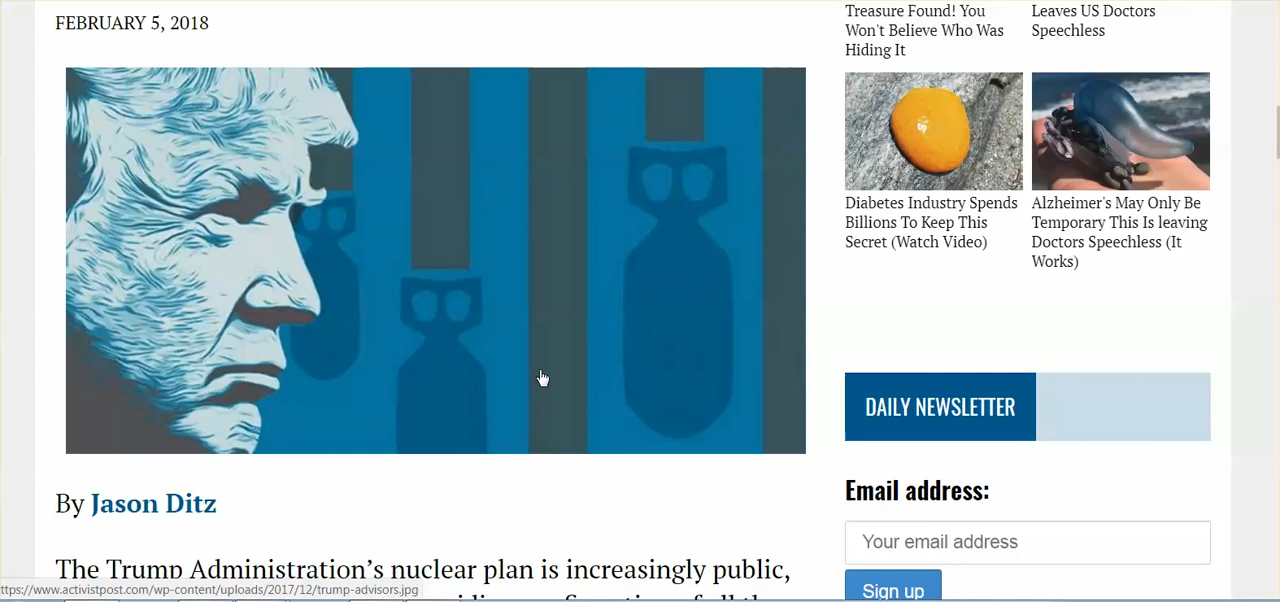 FEBRUARY 5, 2018
By Jason Ditz
The Trump Administration's nuclear plan is increasingly public,
Treasure Found! You
Won't Believe Who Was
Hiding It
Leaves US Doctors
Speechless
Diabetes Industry Spends
Billions To Keep This
Secret (Watch Video)
Alzheimer's May Only Be
Temporary This Is leaving
Doctors Speechless (It
Works)
DAILY NEWSLETTER
Email address:
Your email address
Sign up
ttps://www.activistpost.com/wp-content/uploads/2017/12/trump-advisors.jpg